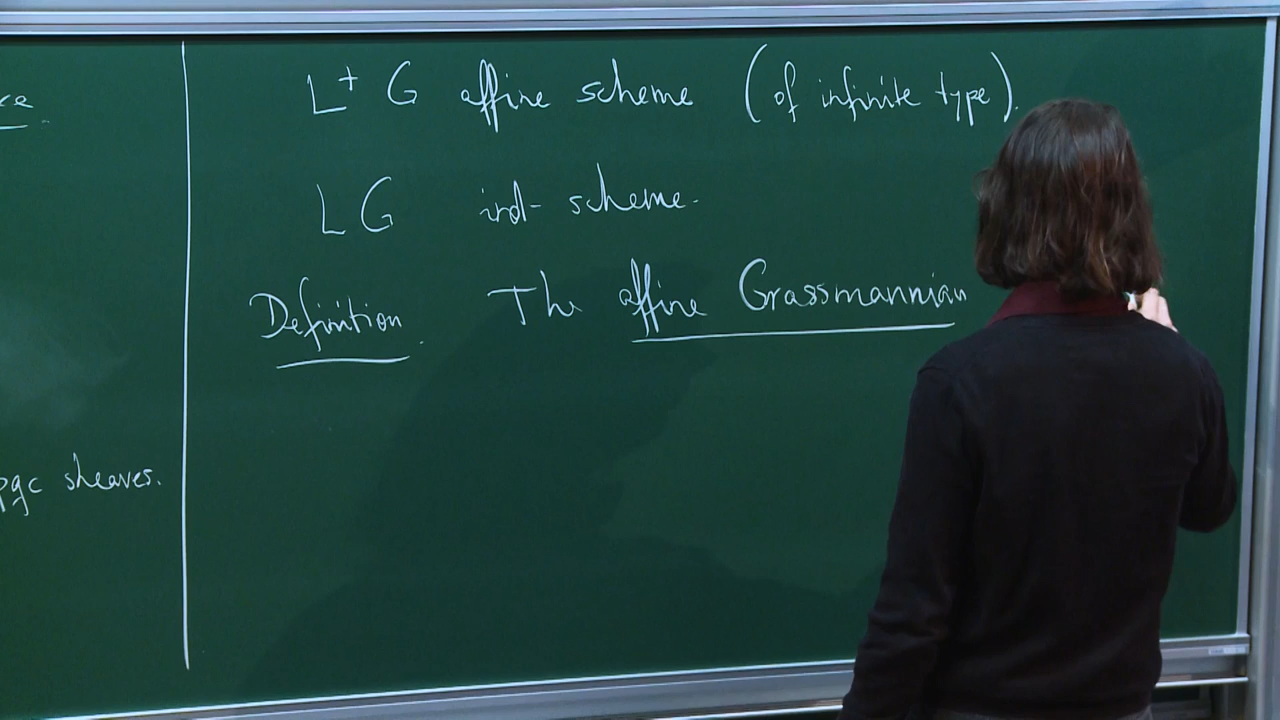 L⁺ G affine scheme (of infinite type).
L G ind-scheme.
Definition. The affine Grassmannian
pgc sheaves.